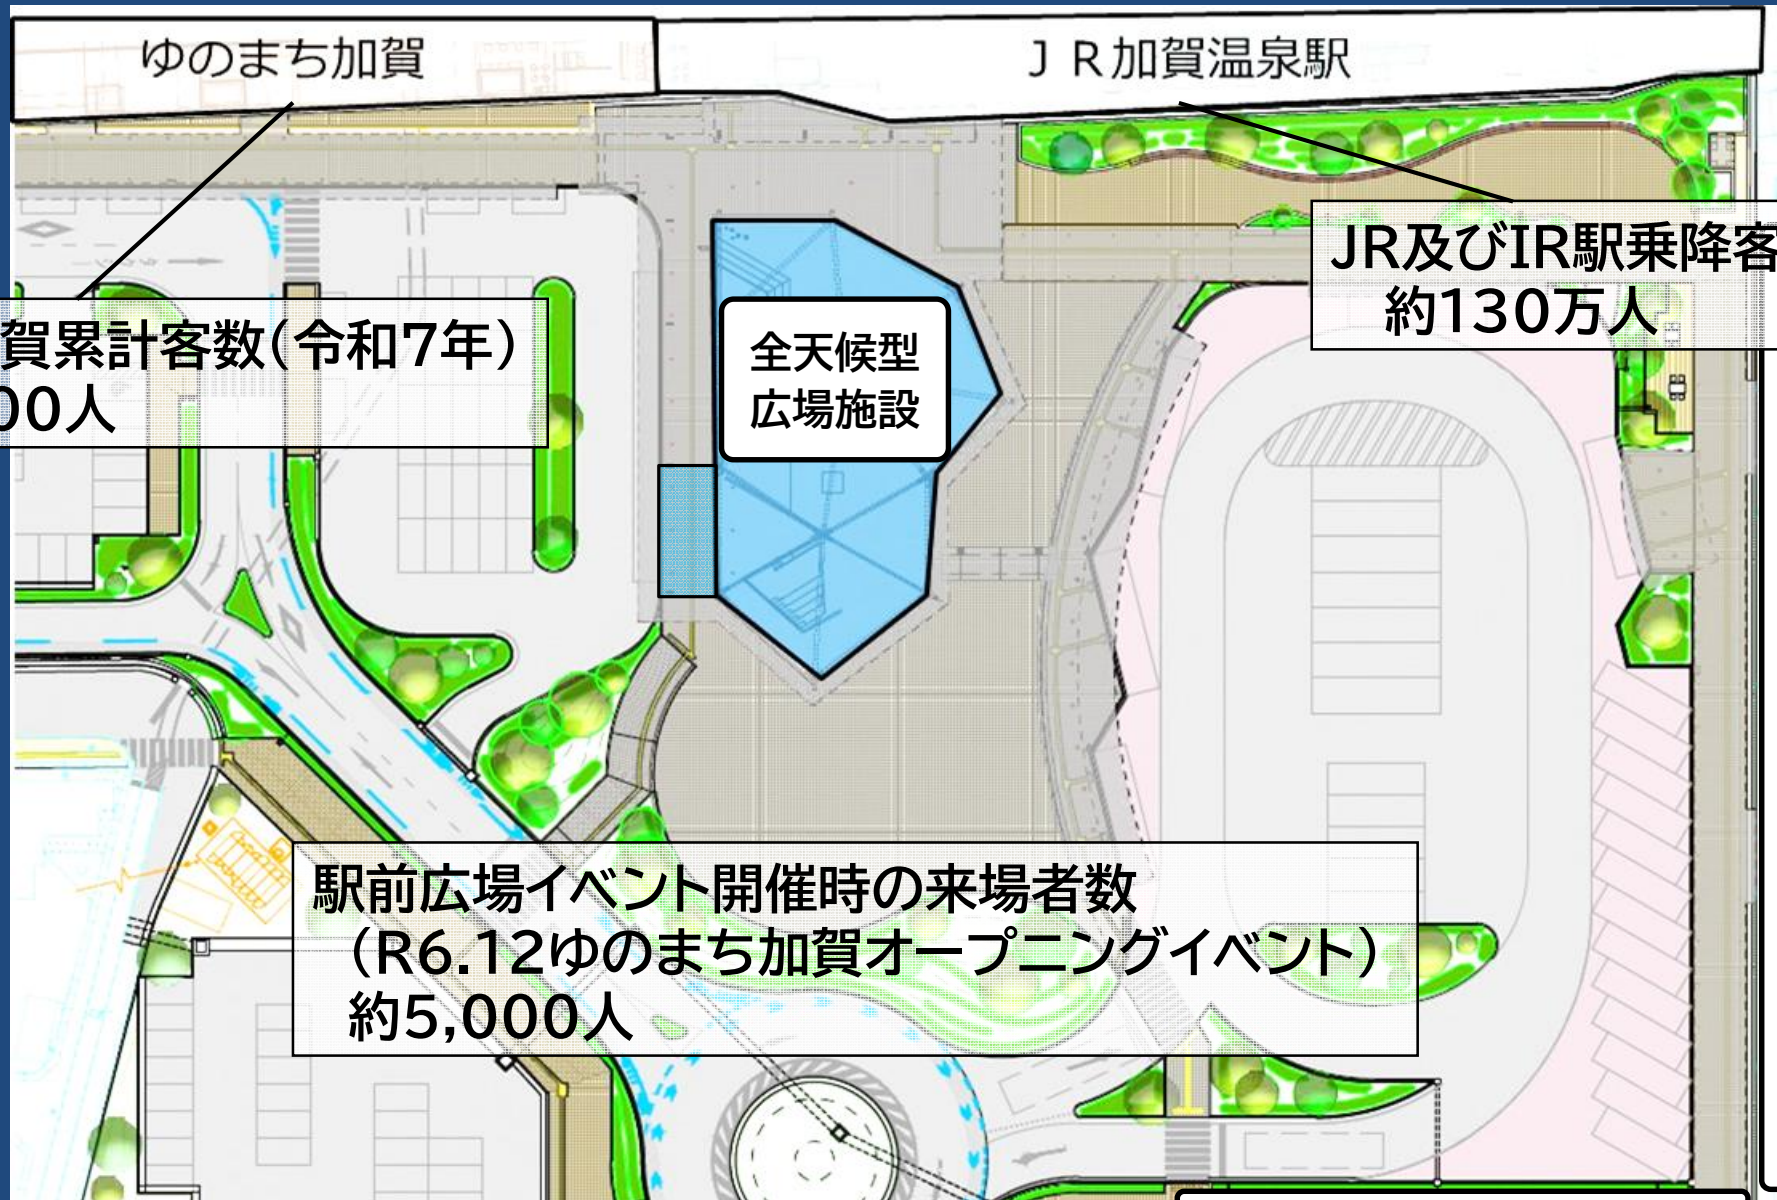 ゆのまち加賀
ＪＲ加賀温泉駅
JR及びIR駅乗降客
約130万人
賀累計客数(令和7年)
00人
全天候型
広場施設
駅前広場イベント開催時の来場者数
(R6.12ゆのまち加賀オープニングイベント)
約5,000人